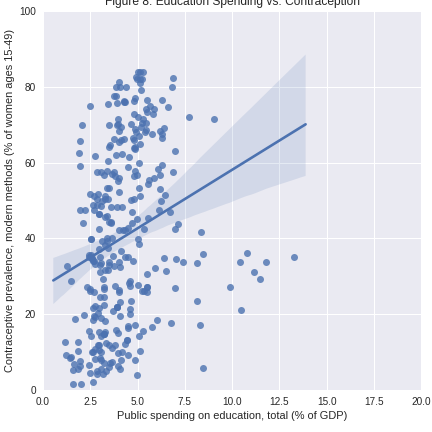 Figure 8: Education Spending vs. Contraception
100
80
60
40
20
0
0.0 2.5 5.0 7.5 10.0 12.5 15.0 17.5 20.0
Public spending on education, total (% of GDP)
Contraceptive prevalence, modern methods (% of women ages 15-49)